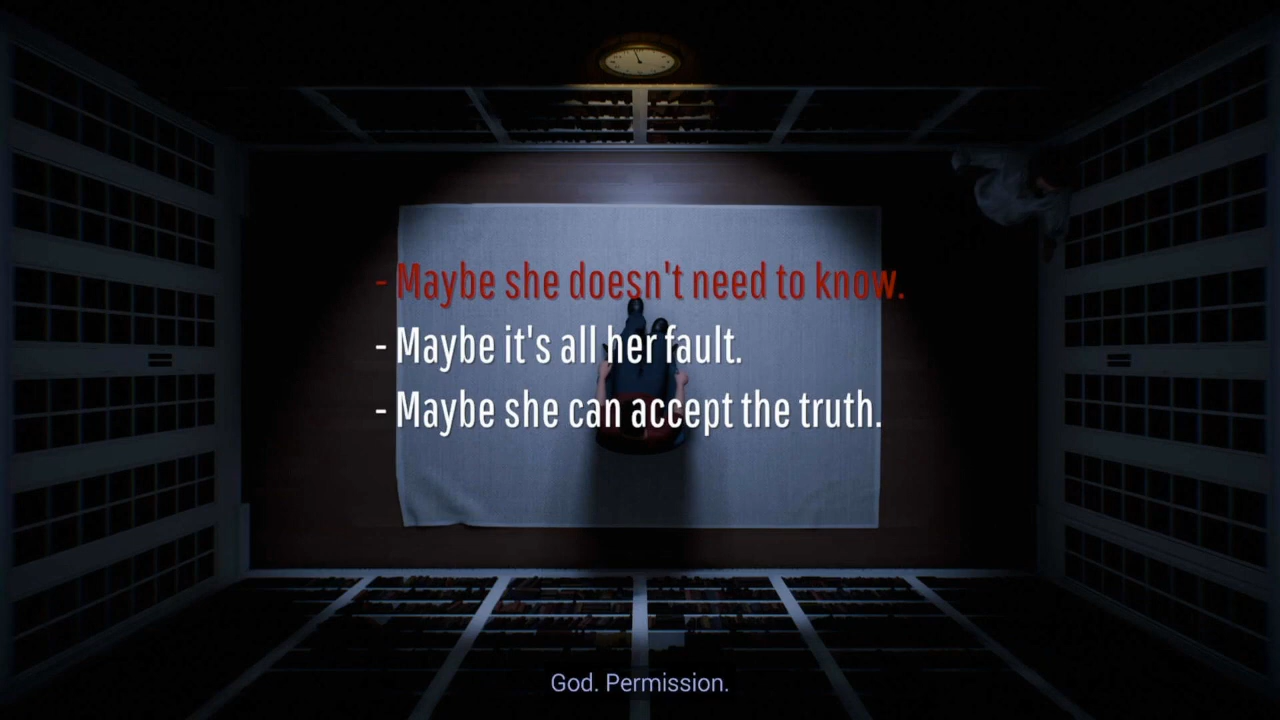 - Maybe she doesn't need to know.
- Maybe it's all her fault.
- Maybe she can accept the truth.
God. Permission.